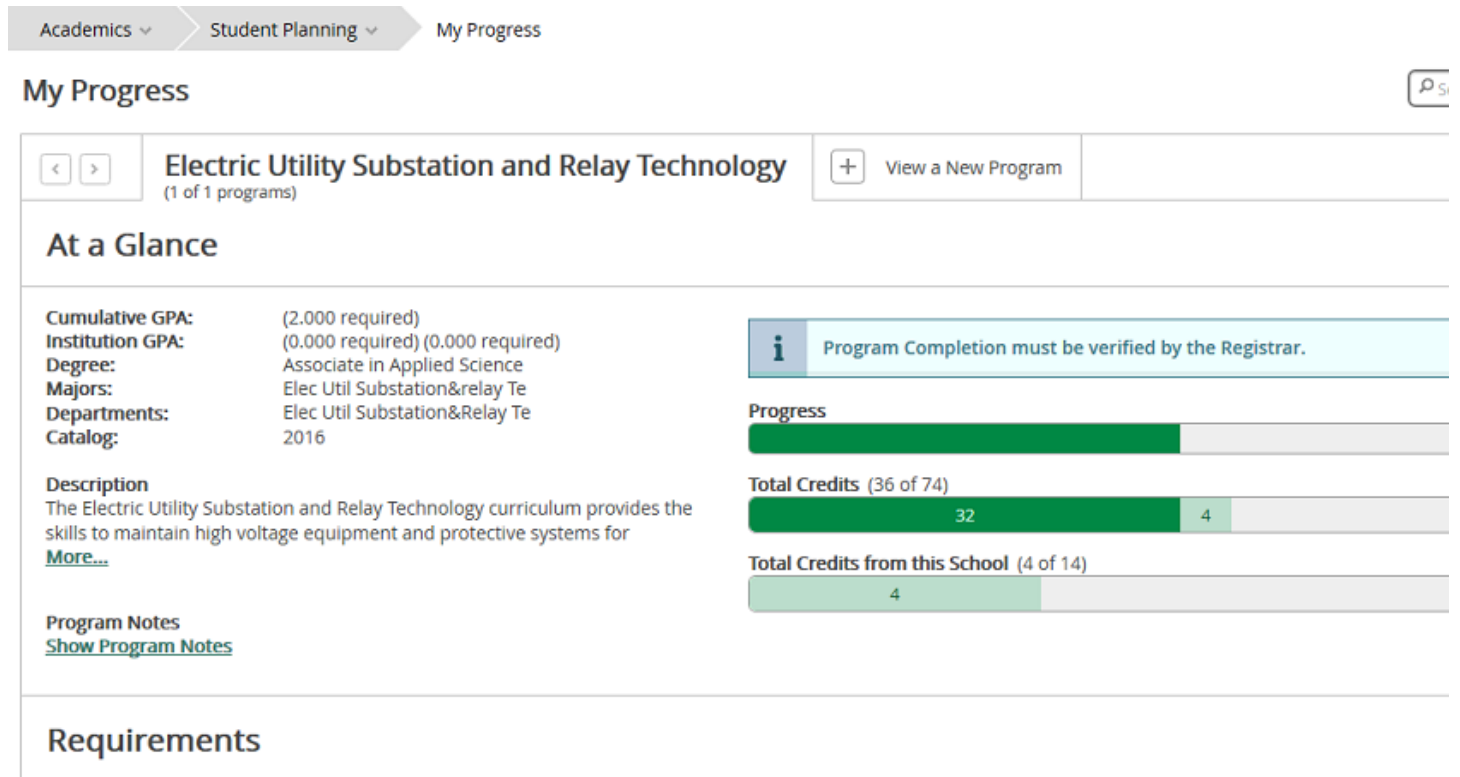 Academics
Student Planning
My Progress
My Progress
Electric Utility Substation and Relay Technology
(1 of 1 programs)
+ View a New Program
At a Glance
Cumulative GPA: (2.000 required)
Institution GPA: (0.000 required) (0.000 required)
Degree: Associate in Applied Science
Majors: Elec Util Substation&relay Te
Departments: Elec Util Substation&Relay Te
Catalog: 2016
Description
The Electric Utility Substation and Relay Technology curriculum provides the
skills to maintain high voltage equipment and protective systems for
More...
Program Notes
Show Program Notes
i Program Completion must be verified by the Registrar.
Progress
Total Credits (36 of 74)
32 4
Total Credits from this School (4 of 14)
4
Requirements